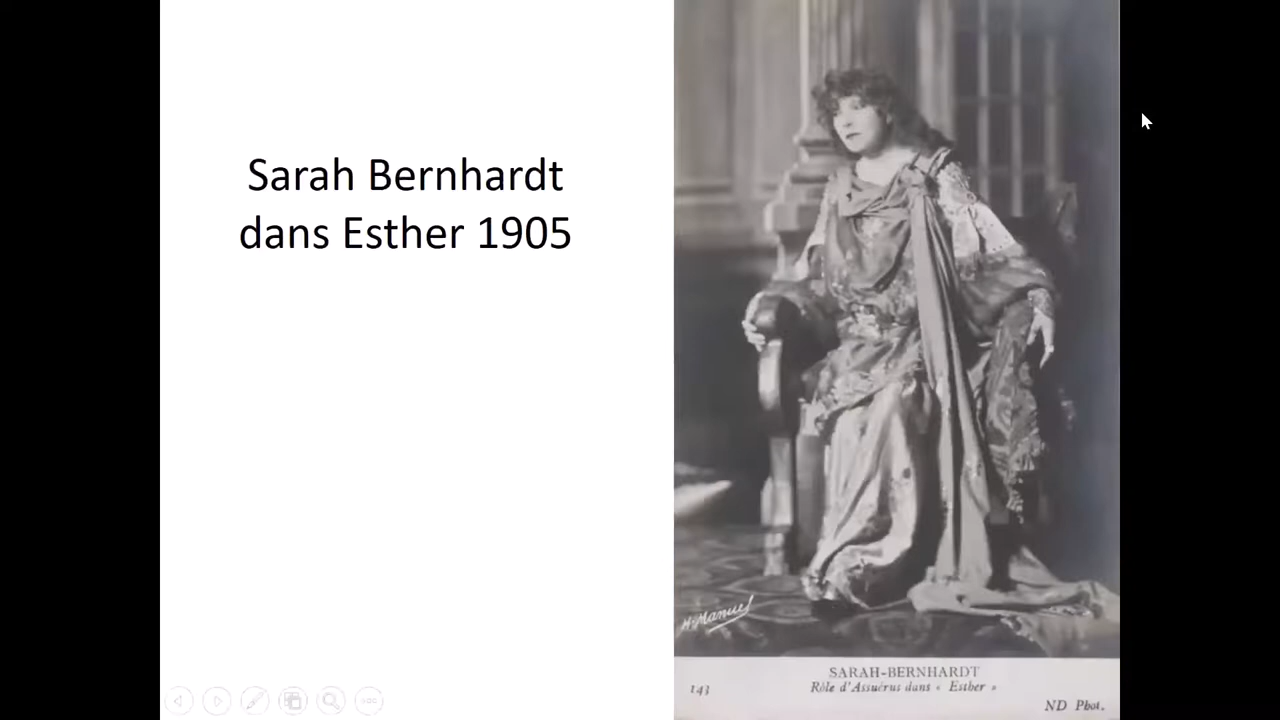 Sarah Bernhardt
dans Esther 1905
H. Manuel
SARAH-BERNHARDT
143
Rôle d'Assuérus dans « Esther »
ND Phot.